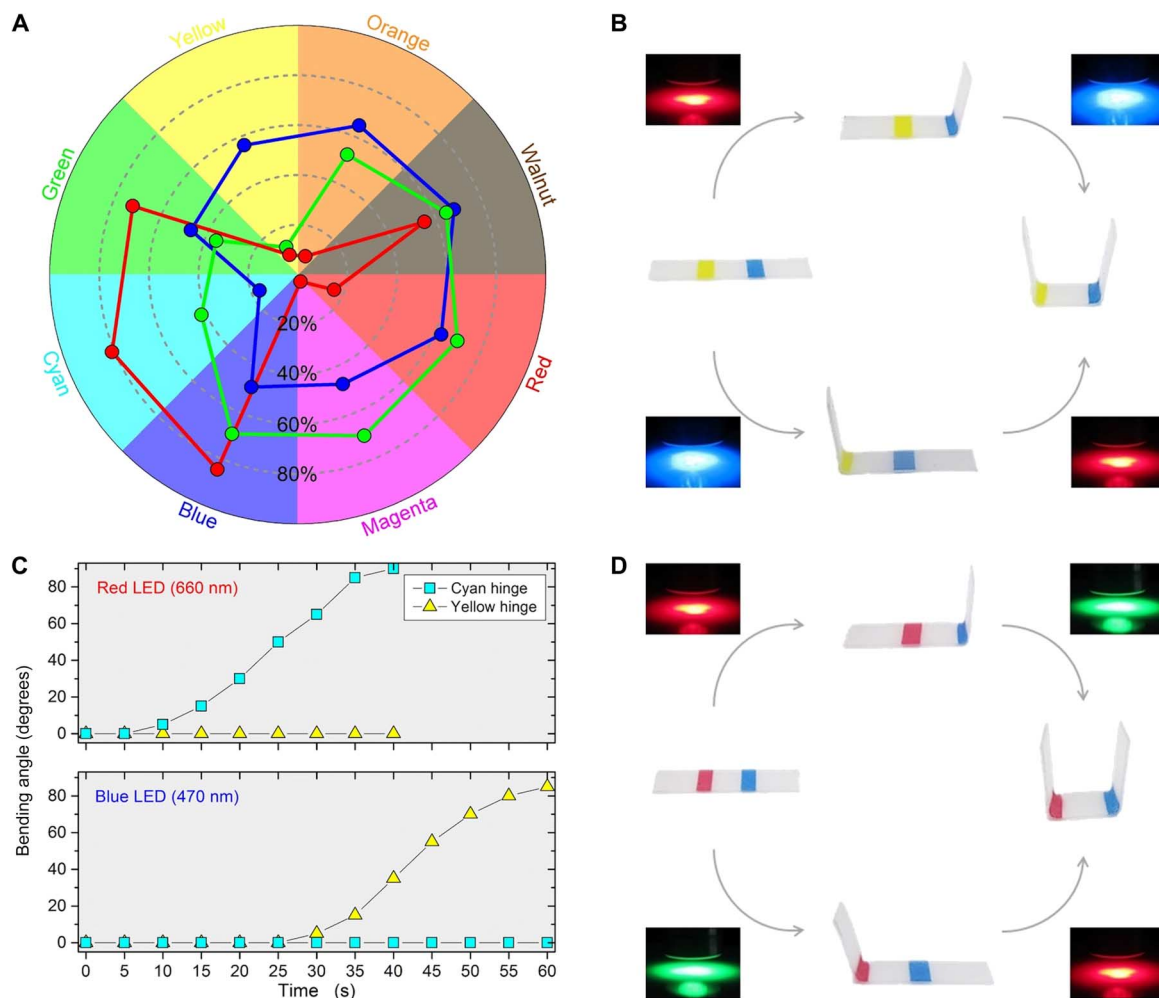 A
Yellow
Orange
Green
Walnut
Cyan
Red
Blue
Magenta
20%
40%
60%
80%
B
C
Red LED (660 nm)
Cyan hinge
Yellow hinge
80
60
40
20
0
Blue LED (470 nm)
80
60
40
20
0
Bending angle (degrees)
0 5 10 15 20 25 30 35 40 45 50 55 60
Time (s)
D